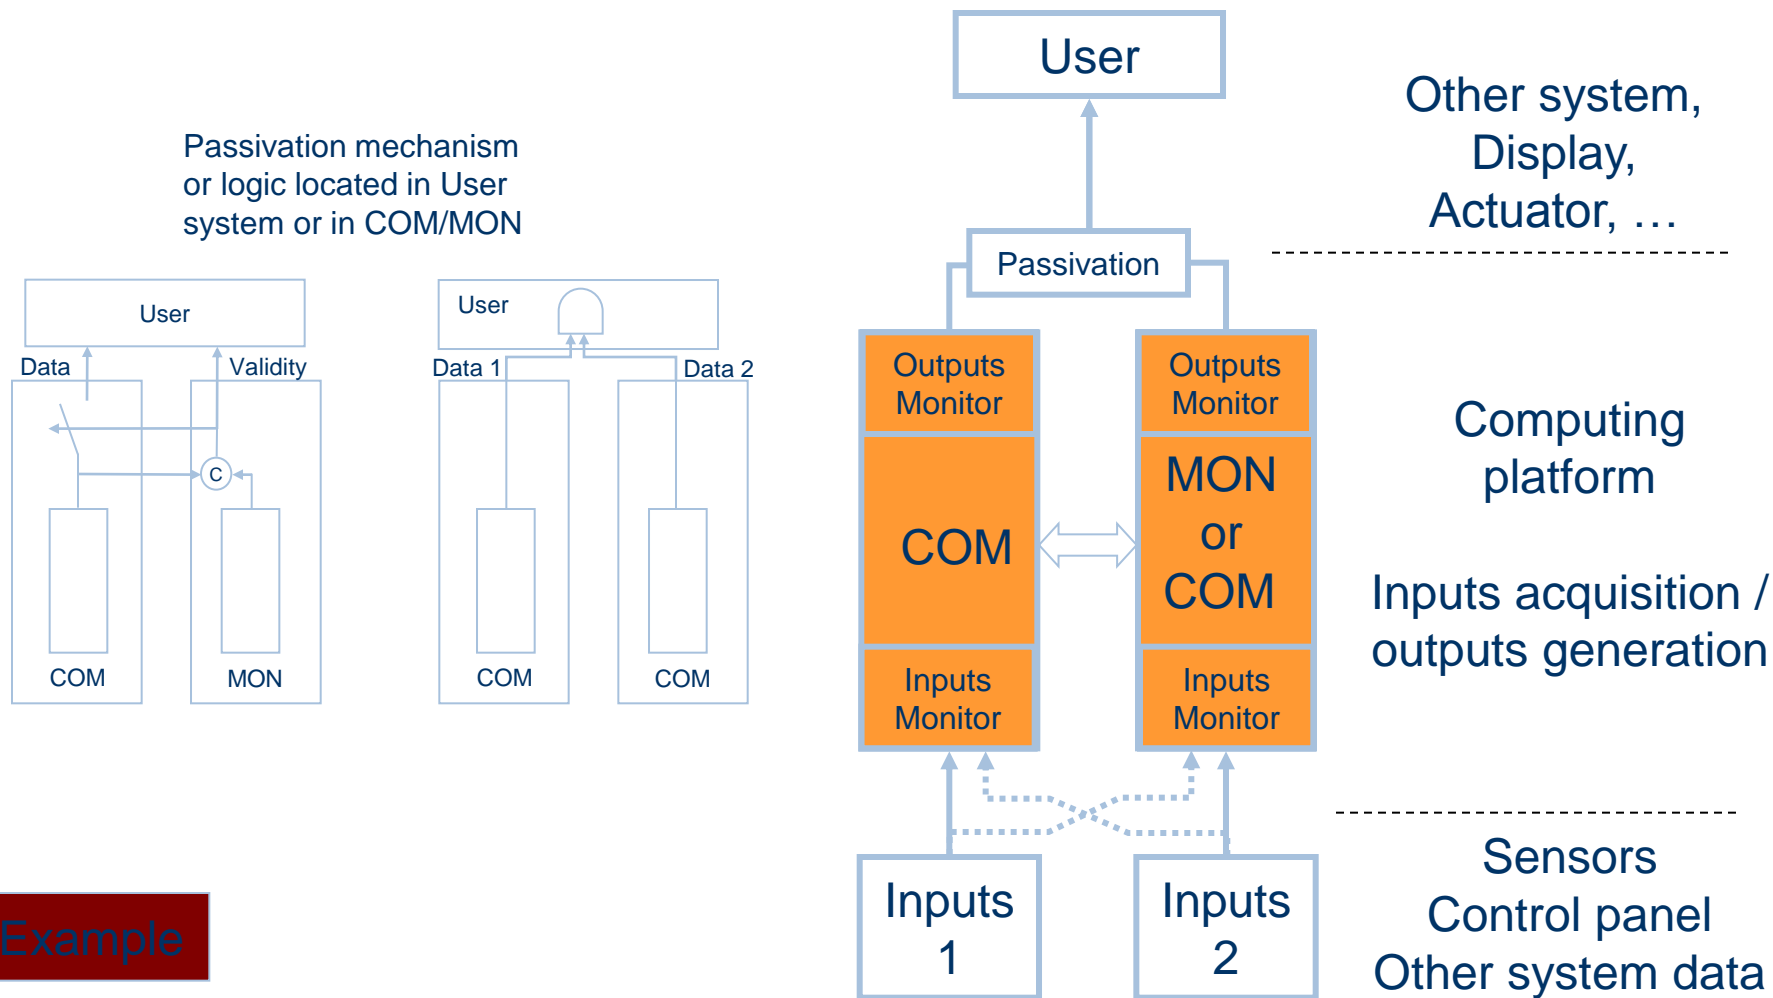 Passivation mechanism
or logic located in User
system or in COM/MON
User
Data
Validity
C
COM
MON
User
Data 1
Data 2
COM
COM
Example
User
Passivation
Outputs
Monitor
Outputs
Monitor
COM
MON
or
COM
Inputs
Monitor
Inputs
Monitor
Inputs
1
Inputs
2
Other system,
Display,
Actuator, …
Computing
platform
Inputs acquisition /
outputs generation
Sensors
Control panel
Other system data